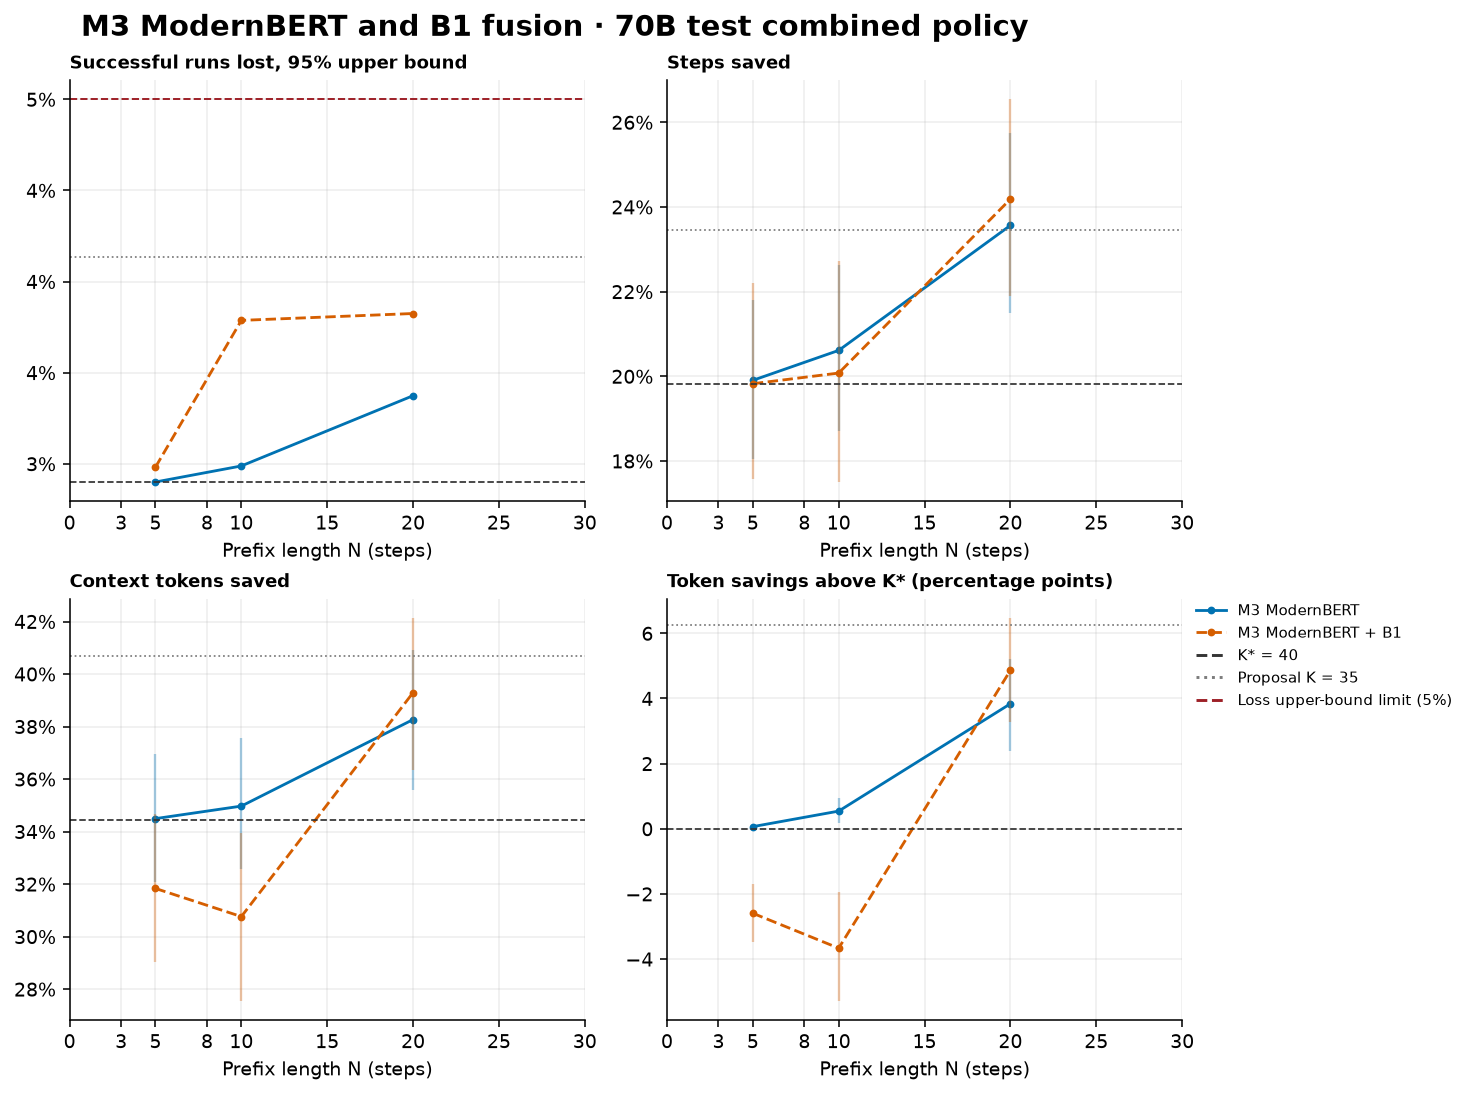 M3 ModernBERT and B1 fusion · 70B test combined policy
Successful runs lost, 95% upper bound
5%
4%
4%
4%
3%
0 3 5 8 10 15 20 25 30
Prefix length N (steps)
Steps saved
26%
24%
22%
20%
18%
0 3 5 8 10 15 20 25 30
Prefix length N (steps)
Context tokens saved
42%
40%
38%
36%
34%
32%
30%
28%
0 3 5 8 10 15 20 25 30
Prefix length N (steps)
Token savings above K* (percentage points)
6
4
2
0
−2
−4
0 3 5 8 10 15 20 25 30
Prefix length N (steps)
M3 ModernBERT
M3 ModernBERT + B1
K* = 40
Proposal K = 35
Loss upper-bound limit (5%)